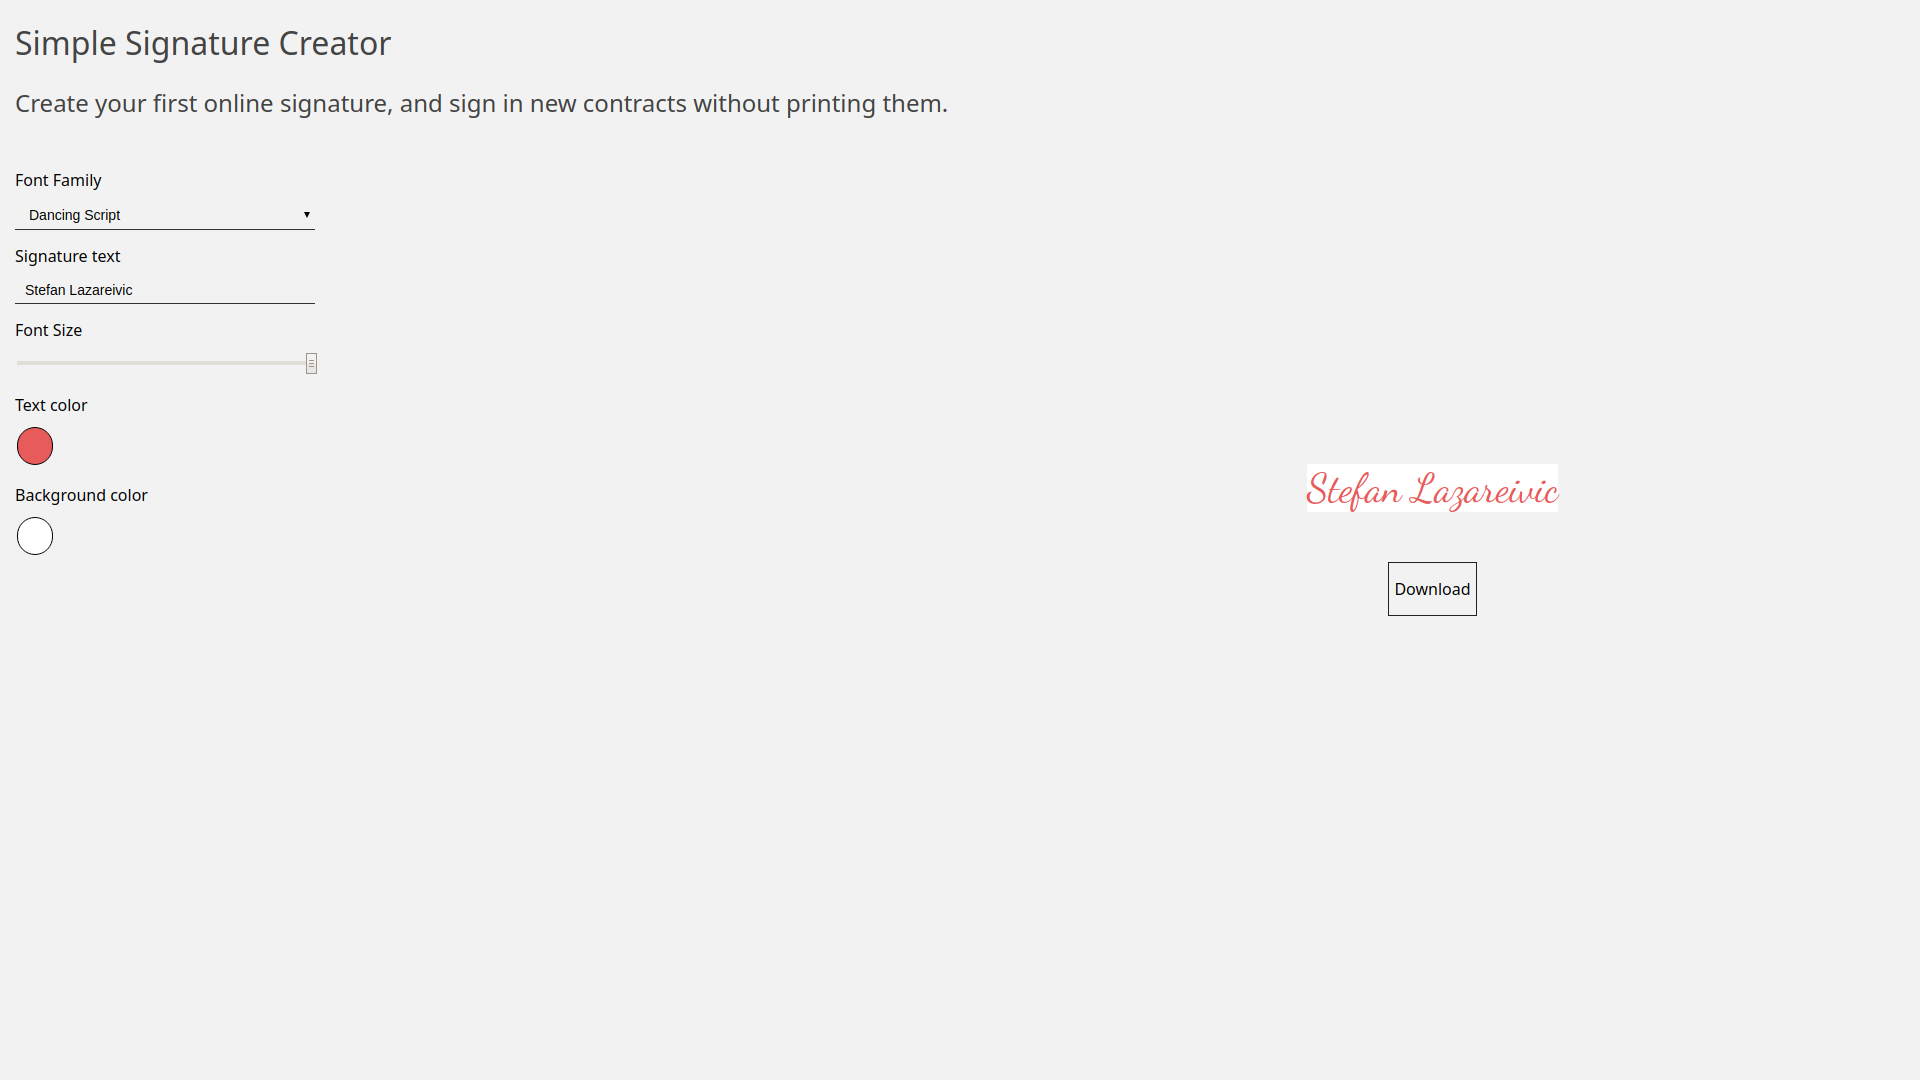 Simple Signature Creator
Create your first online signature, and sign in new contracts without printing them.
Font Family
Dancing Script
Signature text
Stefan Lazareivic
Font Size
Text color
Background color
Stefan Lazareivic
Download